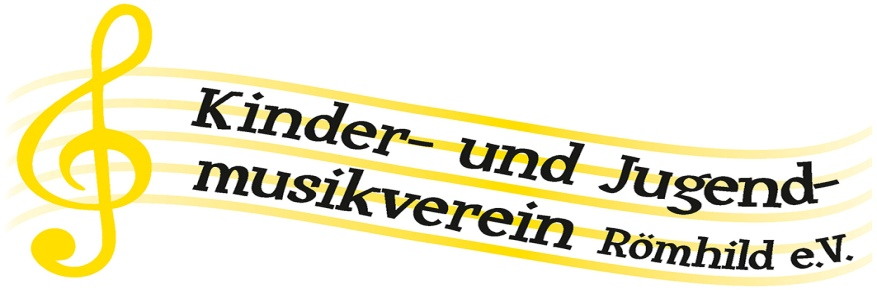 Kinder- und Jugend-
musikverein Römhild e.V.